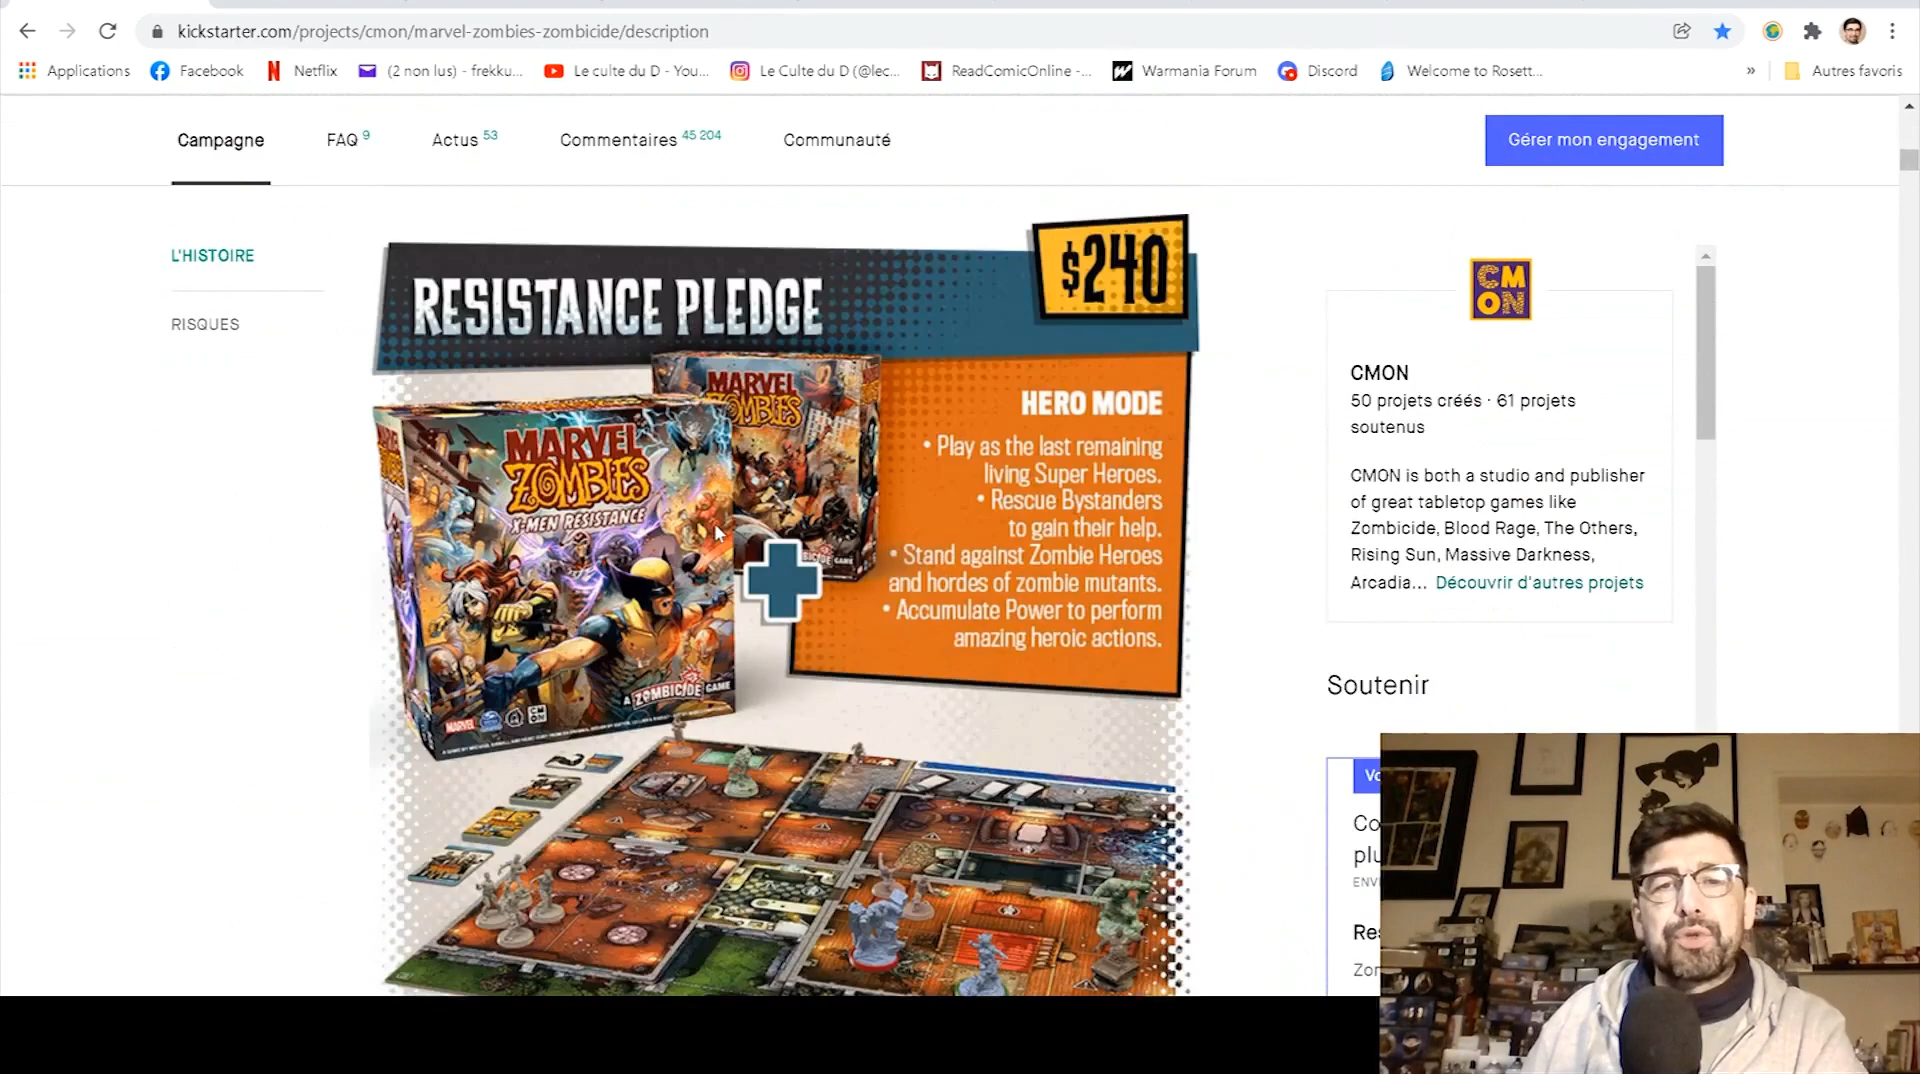 kickstarter.com/projects/cmon/marvel-zombies-zombicide/description
Applications
Facebook
Netflix
(2 non lus) - frekku...
Le culte du D - You...
Le Culte du D (@lec...
ReadComicOnline -...
Warmania Forum
Discord
Welcome to Rosett...
»
Autres favoris
Campagne
FAQ 9
Actus 53
Commentaires 45 204
Communauté
Gérer mon engagement
L'HISTOIRE
RISQUES
RESISTANCE PLEDGE
$240
MARVEL
ZOMBIES
MARVEL
ZOMBIES
X-MEN RESISTANCE
A ZOMBICIDE GAME
MARVEL
CMON
HERO MODE
• Play as the last remaining
living Super Heroes.
• Rescue Bystanders
to gain their help.
• Stand against Zombie Heroes
and hordes of zombie mutants.
• Accumulate Power to perform
amazing heroic actions.
CMON
CMON
50 projets créés · 61 projets
soutenus
CMON is both a studio and publisher
of great tabletop games like
Zombicide, Blood Rage, The Others,
Rising Sun, Massive Darkness,
Arcadia... Découvrir d'autres projets
Soutenir